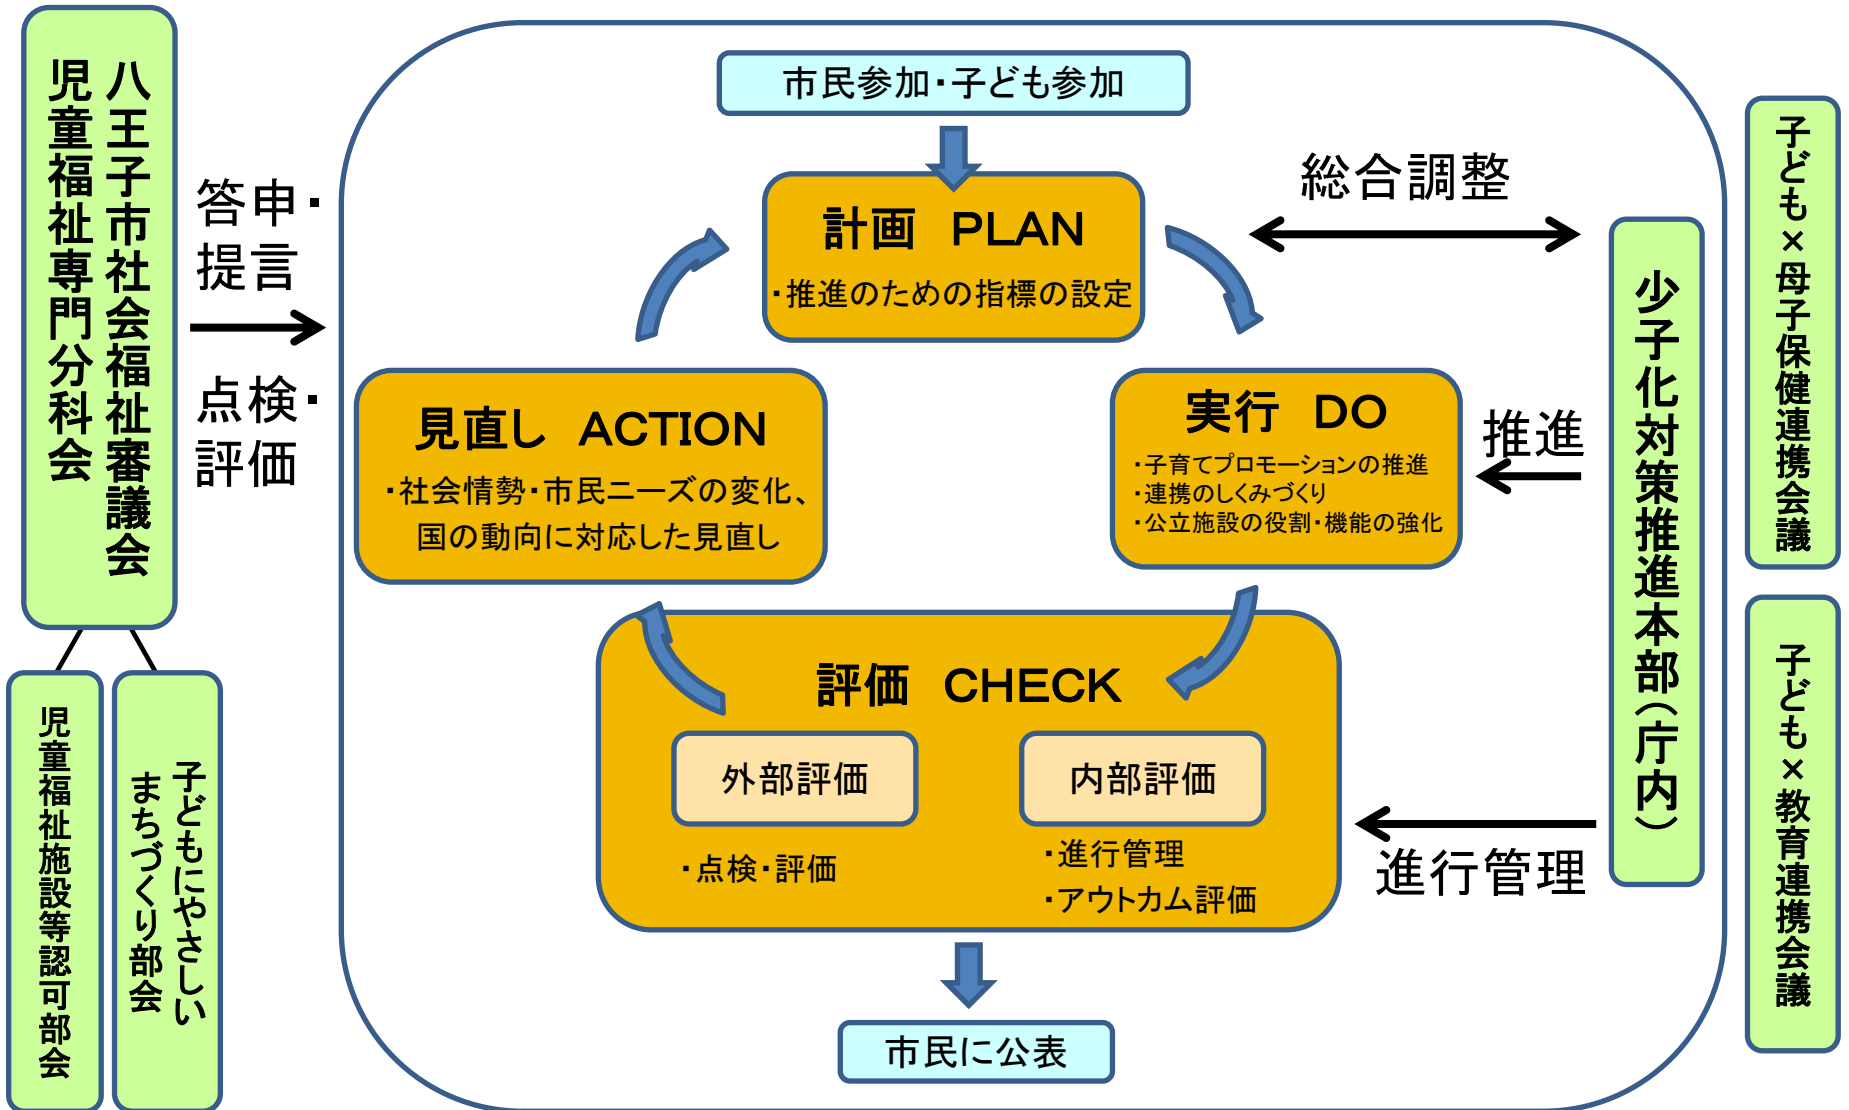 八王子市社会福祉審議会
児童福祉専門分科会
児童福祉施設等認可部会
子どもにやさしい
まちづくり部会
答申・
提言
点検・
評価
市民参加・子ども参加
計画　PLAN
・推進のための指標の設定
見直し　ACTION
・社会情勢・市民ニーズの変化、
国の動向に対応した見直し
実行　DO
・子育てプロモーションの推進
・連携のしくみづくり
・公立施設の役割・機能の強化
評価　CHECK
外部評価
・点検・評価
内部評価
・進行管理
・アウトカム評価
市民に公表
総合調整
推進
進行管理
少子化対策推進本部（庁内）
子ども×母子保健連携会議
子ども×教育連携会議